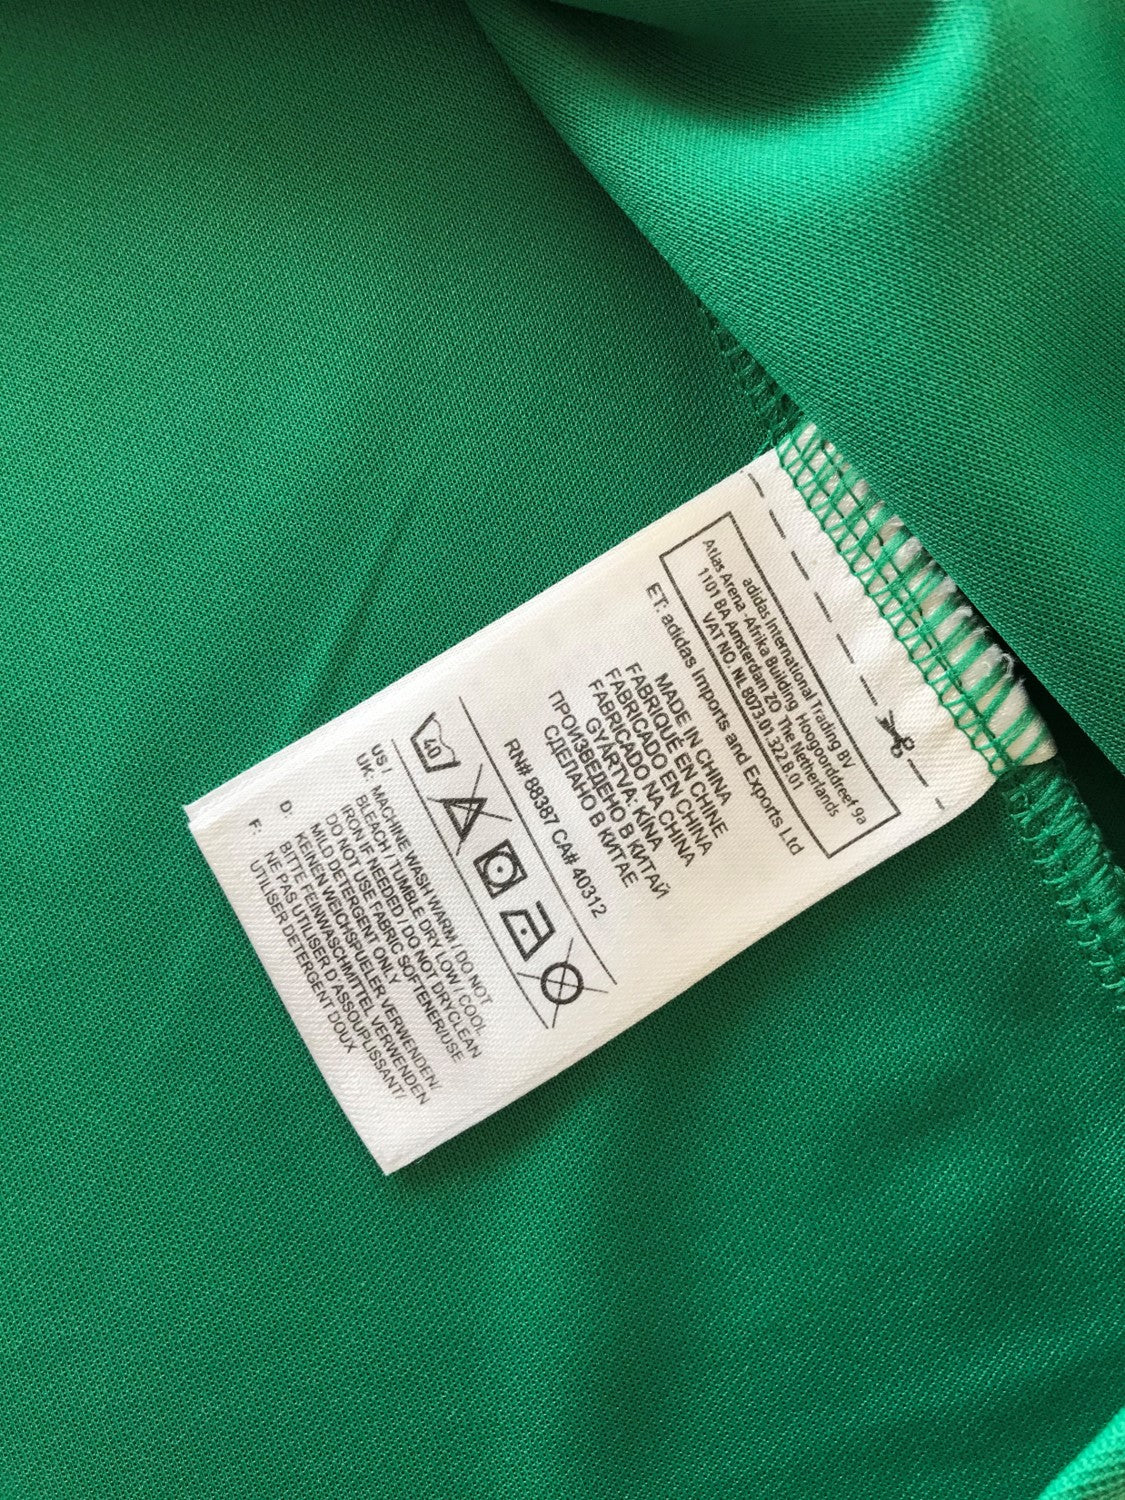 adidas International Trading BV
Atlas Arena -Afrika Building Hoogoorddreef 9a
1101 BA Amsterdam ZO The Netherlands
VAT NO. NL 8073.01.322.B.01
ET: adidas Imports and Exports Ltd
MADE IN CHINA
FABRIQUÉ EN CHINE
FABRICADO EN CHINA
FABRICADO NA CHINA
GYÁRTVA: KÍNA
ПРОИЗВЕДЕНО В КИТАЙ
СДЕЛАНО В КИТАЕ
RN# 88387 CA# 40312
40
US /
UK: MACHINE WASH WARM / DO NOT
BLEACH / TUMBLE DRY LOW / COOL
IRON IF NEEDED / DO NOT DRYCLEAN
DO NOT USE FABRIC SOFTENER/USE
MILD DETERGENT ONLY
D: KEINEN WEICHSPUELER VERWENDEN/
BITTE FEINWASCHMITTEL VERWENDEN
F: NE PAS UTILISER D'ASSOUPLISSANT/
UTILISER DETERGENT DOUX